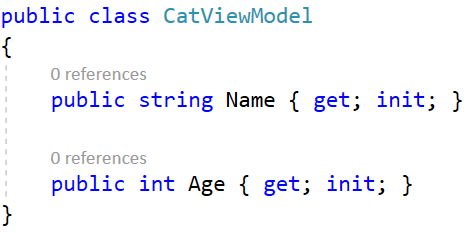 public class CatViewModel
{
0 references
public string Name { get; init; }
0 references
public int Age { get; init; }
}